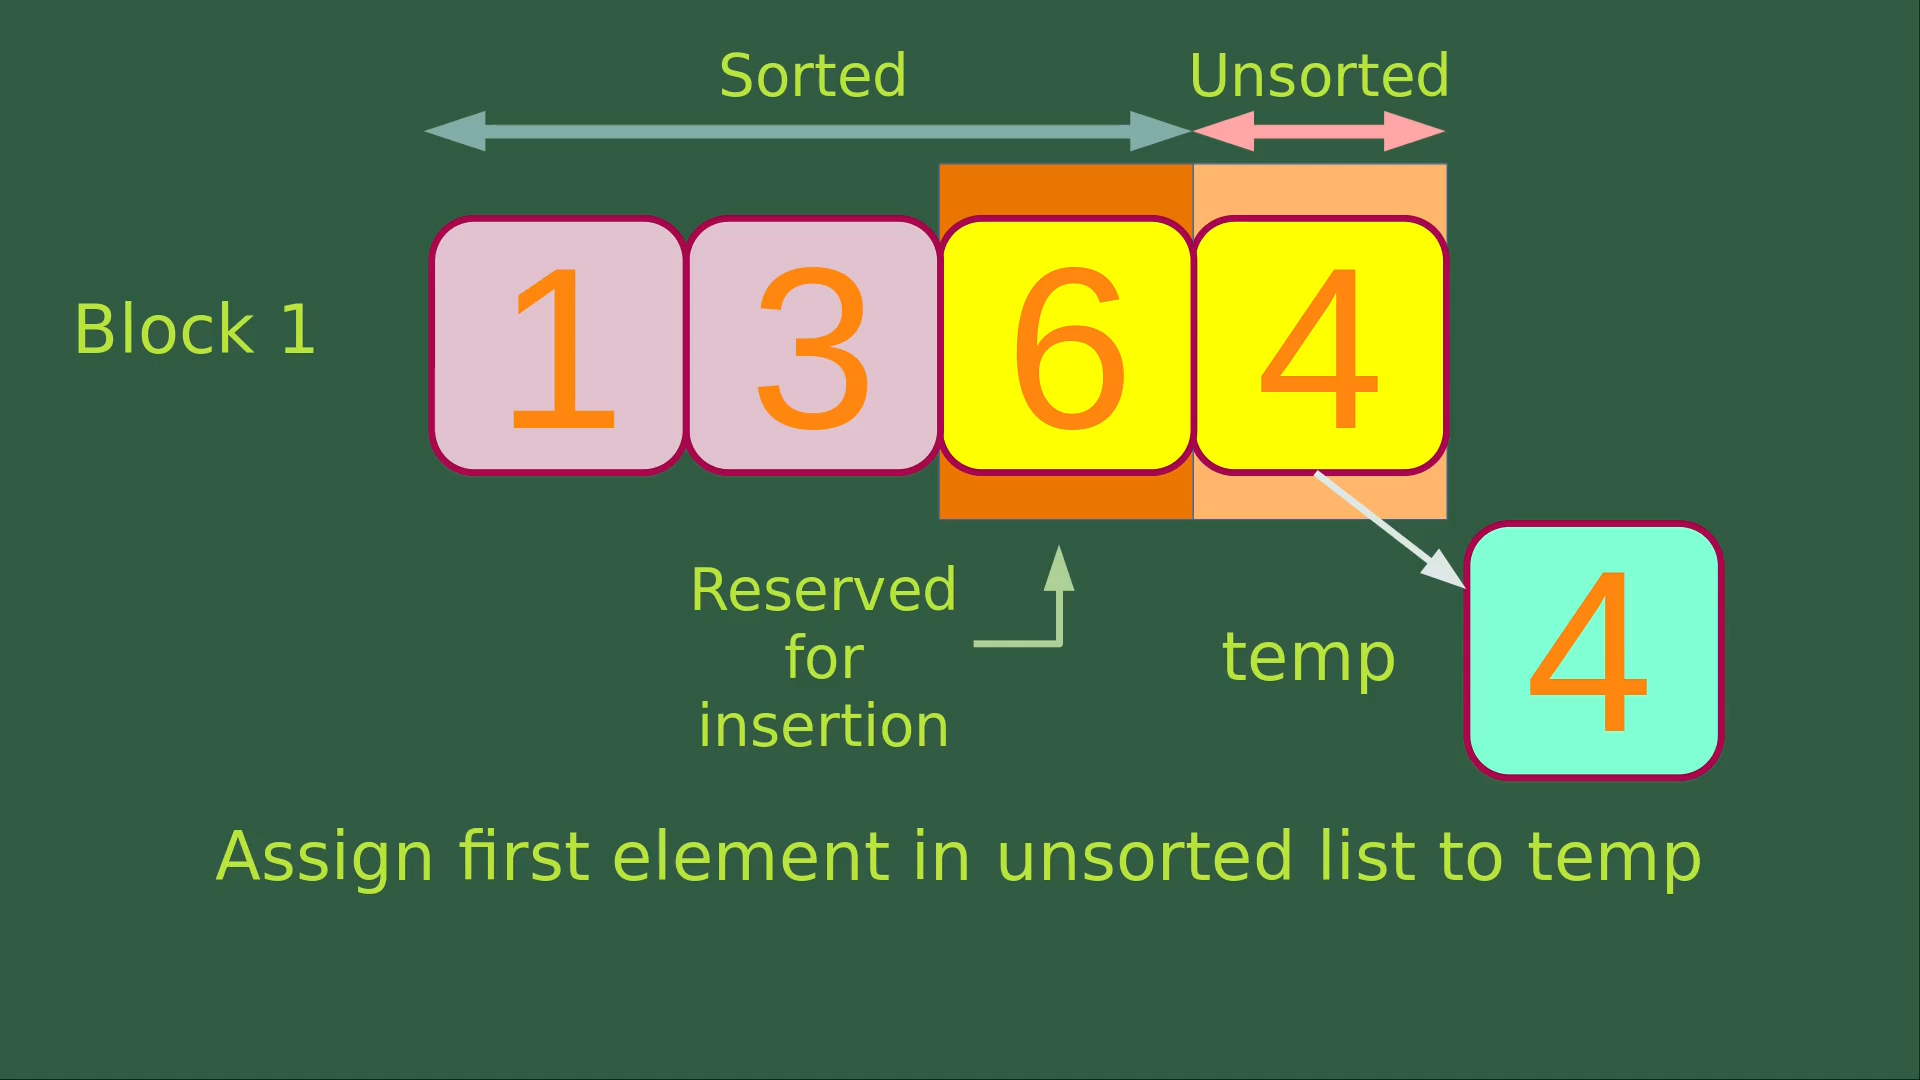 Sorted Unsorted
Block 1 1 3 6 4
Reserved
for
insertion
temp 4
Assign first element in unsorted list to temp